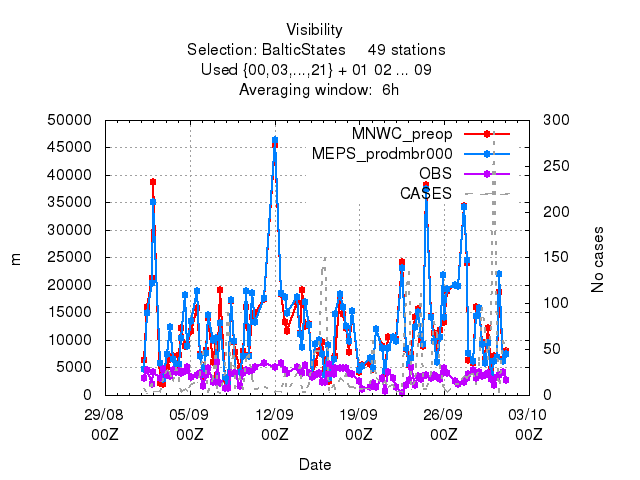 Visibility
Selection: BalticStates 49 stations
Used {00,03,...,21} + 01 02 ... 09
Averaging window: 6h
50000
45000
40000
35000
30000
25000
20000
15000
10000
5000
0
m
MNWC_preop
MEPS_prodmbr000
OBS
CASES
300
250
200
150
100
50
0
No cases
29/08 05/09 12/09 19/09 26/09 03/10
00Z 00Z 00Z 00Z 00Z 00Z
Date